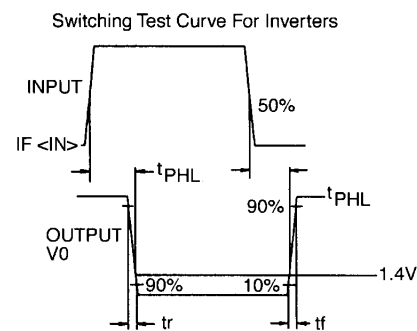 Switching Test Curve For Inverters
INPUT
50%
IF <IN>
tPHL
90%
tPHL
OUTPUT
V0
1.4V
90%
10%
tr
tf